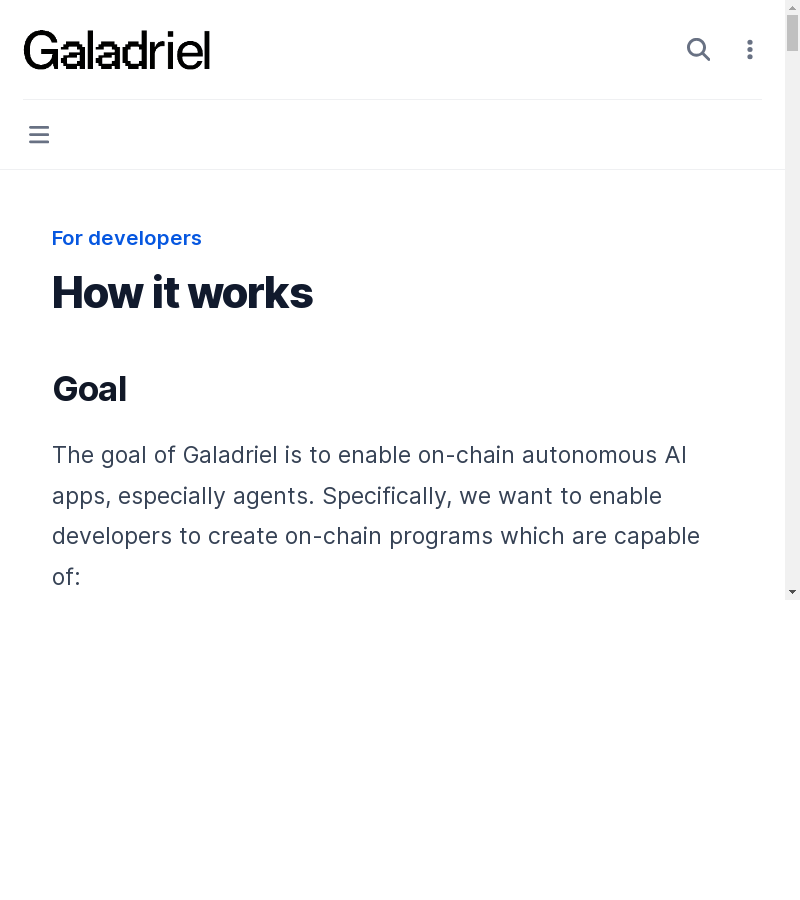 Galadriel
For developers
How it works
Goal
The goal of Galadriel is to enable on-chain autonomous AI
apps, especially agents. Specifically, we want to enable
developers to create on-chain programs which are capable
of: